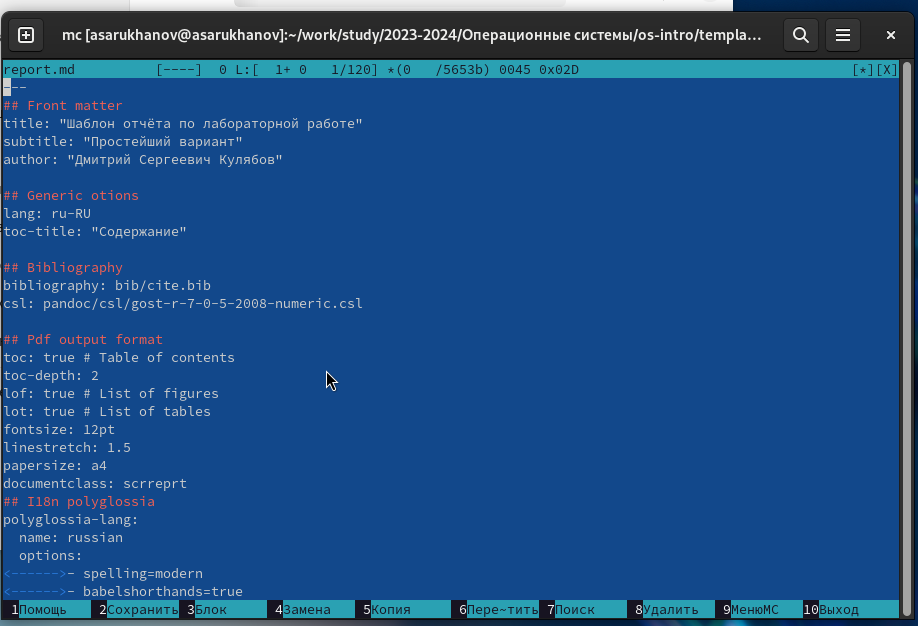 mc [asarukhanov@asarukhanov]:~/work/study/2023-2024/Операционные системы/os-intro/templa…
report.md          [----]  0 L:[  1+ 0   1/120] *(0   /5653b) 0045 0x02D                                  [*][X]
---
## Front matter
title: "Шаблон отчёта по лабораторной работе"
subtitle: "Простейший вариант"
author: "Дмитрий Сергеевич Кулябов"

## Generic otions
lang: ru-RU
toc-title: "Содержание"

## Bibliography
bibliography: bib/cite.bib
csl: pandoc/csl/gost-r-7-0-5-2008-numeric.csl

## Pdf output format
toc: true # Table of contents
toc-depth: 2
lof: true # List of figures
lot: true # List of tables
fontsize: 12pt
linestretch: 1.5
papersize: a4
documentclass: scrreprt
## I18n polyglossia
polyglossia-lang:
  name: russian
  options:
<------>- spelling=modern
<------>- babelshorthands=true
1Помощь 2Сохранить 3Блок 4Замена 5Копия 6Пере~тить 7Поиск 8Удалить 9МенюMC 10Выход